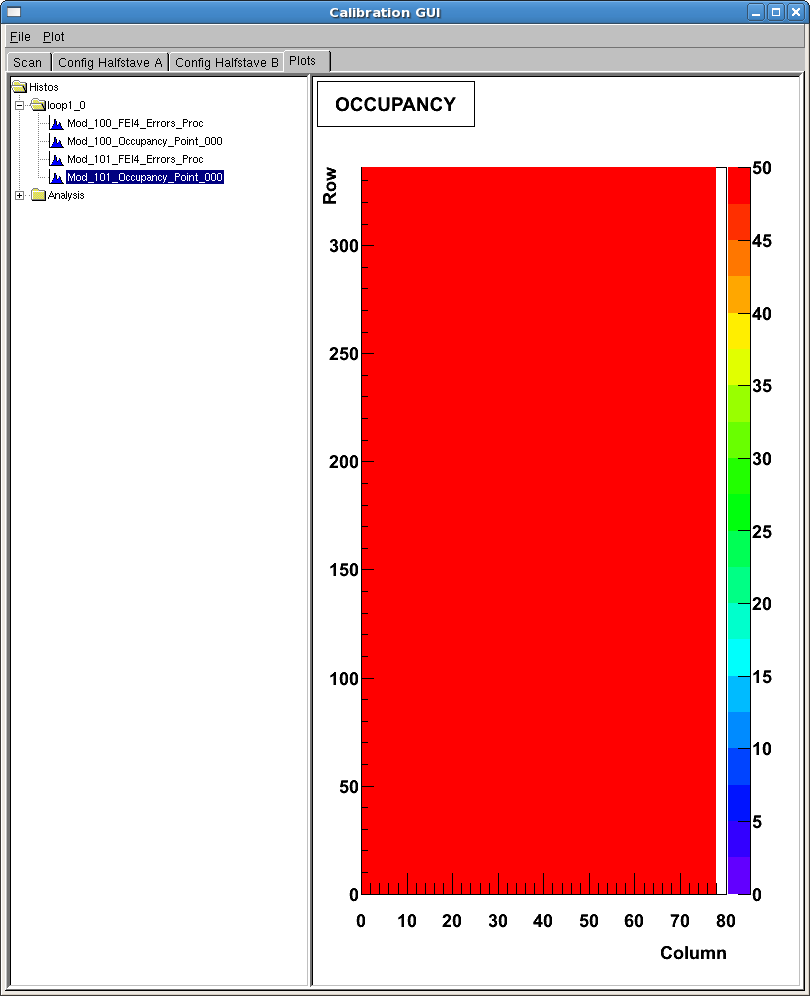 Calibration GUI
File Plot
Scan Config Halfstave A Config Halfstave B Plots
Histos
loop1_0
Mod_100_FEI4_Errors_Proc
Mod_100_Occupancy_Point_000
Mod_101_FEI4_Errors_Proc
Mod_101_Occupancy_Point_000
Analysis
OCCUPANCY
Row
300
250
200
150
100
50
0
0 10 20 30 40 50 60 70 80
Column
50
45
40
35
30
25
20
15
10
5
0